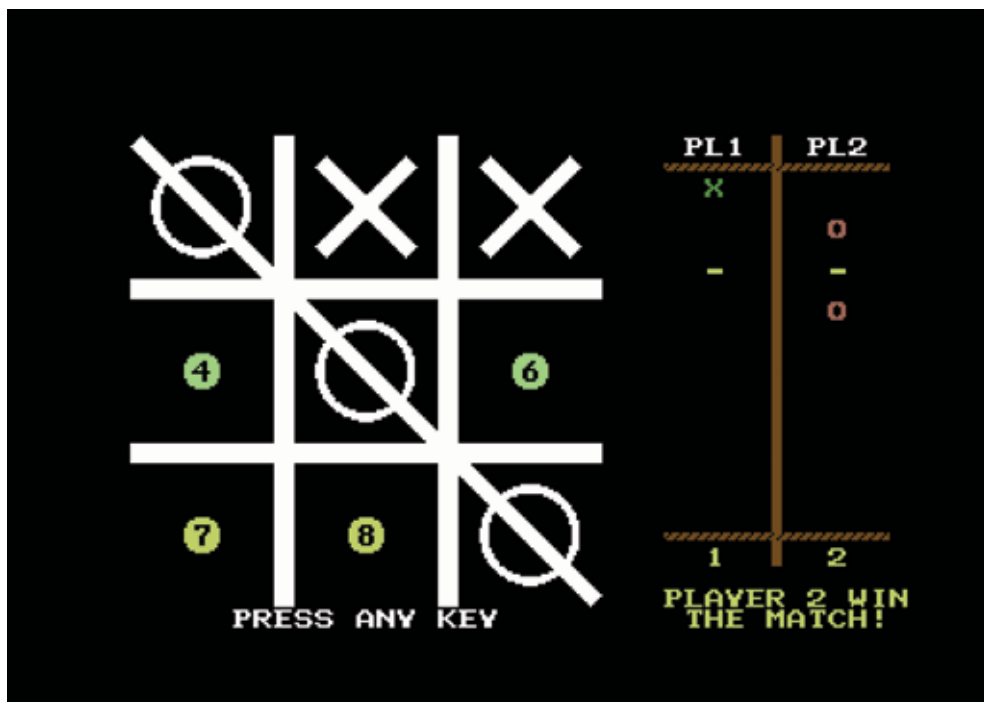 PL1 PL2
X
O
- -
O
4 6
7 8
1 2
PLAYER 2 WIN
THE MATCH!
PRESS ANY KEY